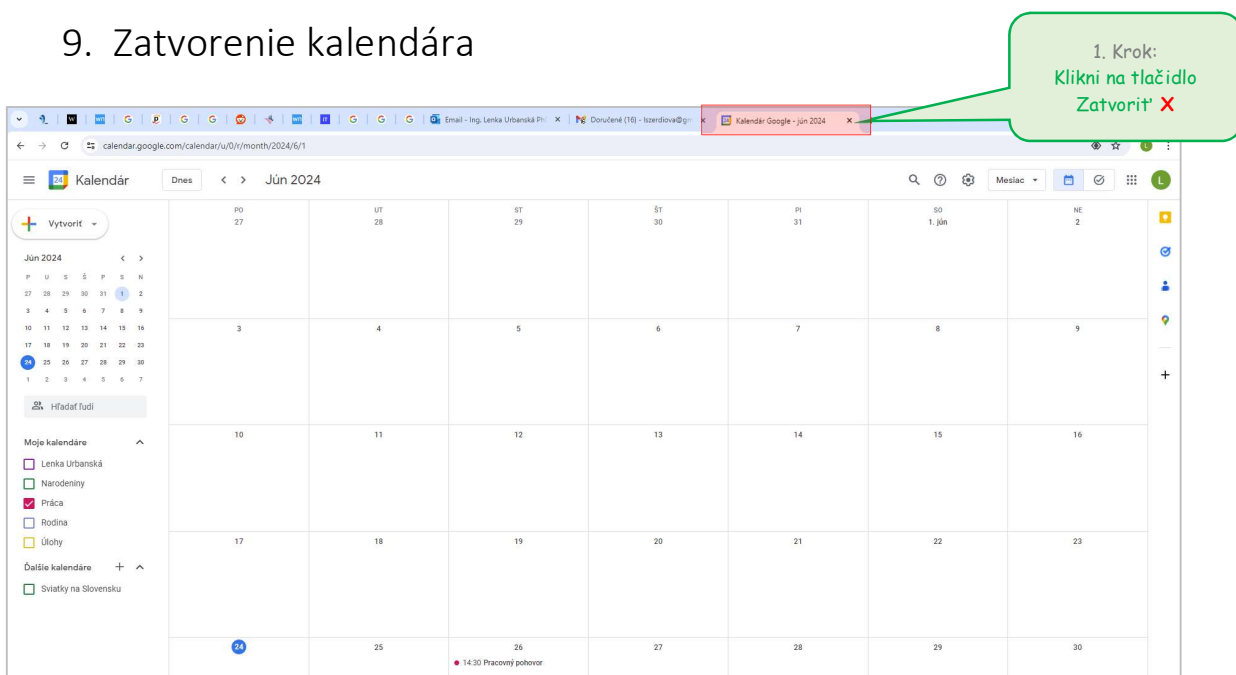 9. Zatvorenie kalendára
1. Krok:
Klikni na tlačidlo
Zatvoriť X
Email - Ing. Lenka Urbanská Ph
Doručené (16) - lszerdiova@gm
Kalendár Google - jún 2024
calendar.google.com/calendar/u/0/r/month/2024/6/1
24 Kalendár Dnes Jún 2024 Mesiac L
Vytvoriť
PO UT ST ŠT PI SO NE
27 28 29 30 31 1. jún 2
Jún 2024
P U S Š P S N
27 28 29 30 31 1 2
3 4 5 6 7 8 9
10 11 12 13 14 15 16
17 18 19 20 21 22 23
24 25 26 27 28 29 30
1 2 3 4 5 6 7
3 4 5 6 7 8 9
Hľadať ľudí
Moje kalendáre
Lenka Urbanská
Narodeniny
Práca
Rodina
Úlohy
Ďalšie kalendáre
Sviatky na Slovensku
10 11 12 13 14 15 16
17 18 19 20 21 22 23
24 25 26 27 28 29 30
14:30 Pracovný pohovor